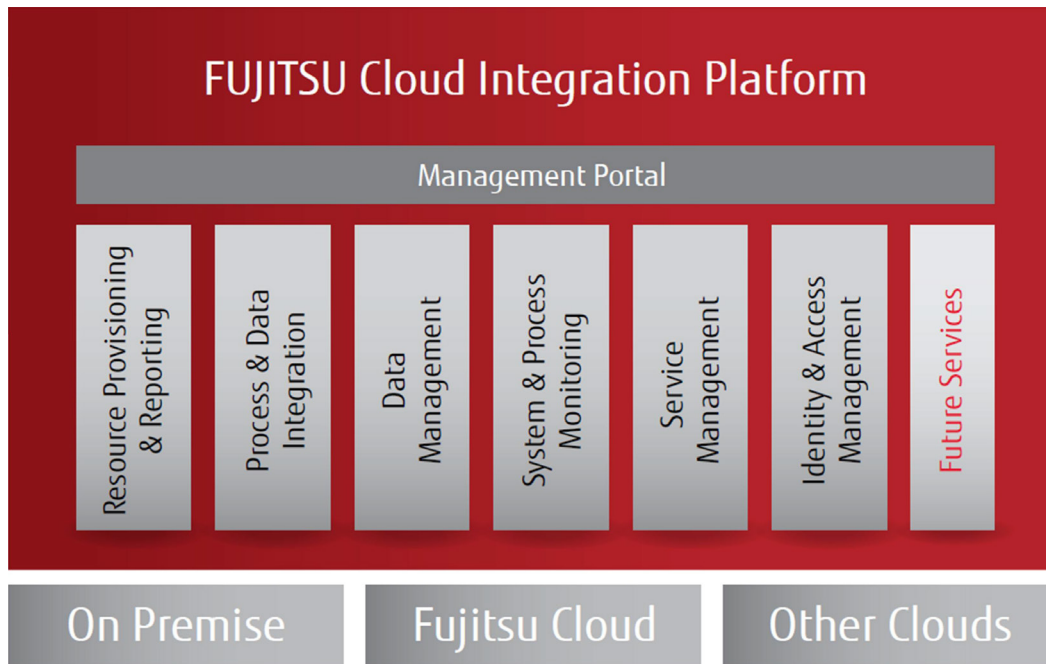 FUJITSU Cloud Integration Platform
Management Portal
Resource Provisioning
& Reporting
Process & Data
Integration
Data
Management
System & Process
Monitoring
Service
Management
Identity & Access
Management
Future Services
On Premise
Fujitsu Cloud
Other Clouds